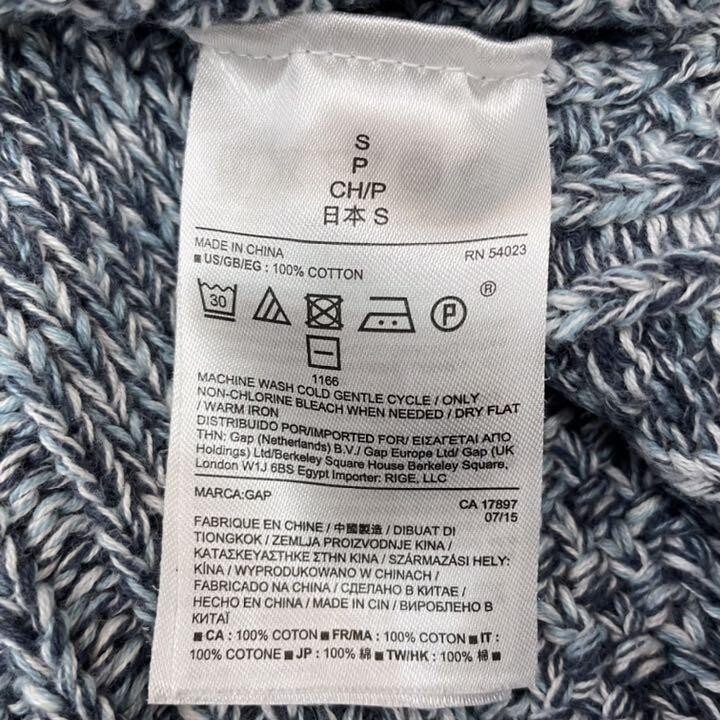 S
P
CH/P
日本 S
MADE IN CHINA RN 54023
■ US/GB/EG : 100% COTTON
30 P ®
1166
MACHINE WASH COLD GENTLE CYCLE / ONLY
NON-CHLORINE BLEACH WHEN NEEDED / DRY FLAT
/ WARM IRON
DISTRIBUIDO POR/IMPORTED FOR/ ΕΙΣΑΓΕΤΑΙ ΑΠΟ
THN: Gap (Netherlands) B.V./ Gap Europe Ltd/ Gap (UK
Holdings) Ltd/Berkeley Square House Berkeley Square,
London W1J 6BS Egypt Importer: RIGE, LLC
MARCA:GAP CA 17897
07/15
FABRIQUE EN CHINE / 中國製造 / DIBUAT DI
TIONGKOK / ZEMLJA PROIZVODNJE KINA /
ΚΑΤΑΣΚΕΥΑΣΤΗΚΕ ΣΤΗΝ ΚΙΝΑ / SZÁRMAZÁSI HELY:
KÍNA / WYPRODUKOWANO W CHINACH /
FABRICADO NA CHINA / СДЕЛАНО В КИТАЕ /
HECHO EN CHINA / MADE IN CIN / ВИРОБЛЕНО В
КИТАЇ
■ CA : 100% COTON ■ FR/MA : 100% COTON ■ IT :
100% COTONE ■ JP : 100% 綿 ■ TW/HK : 100% 棉 ■